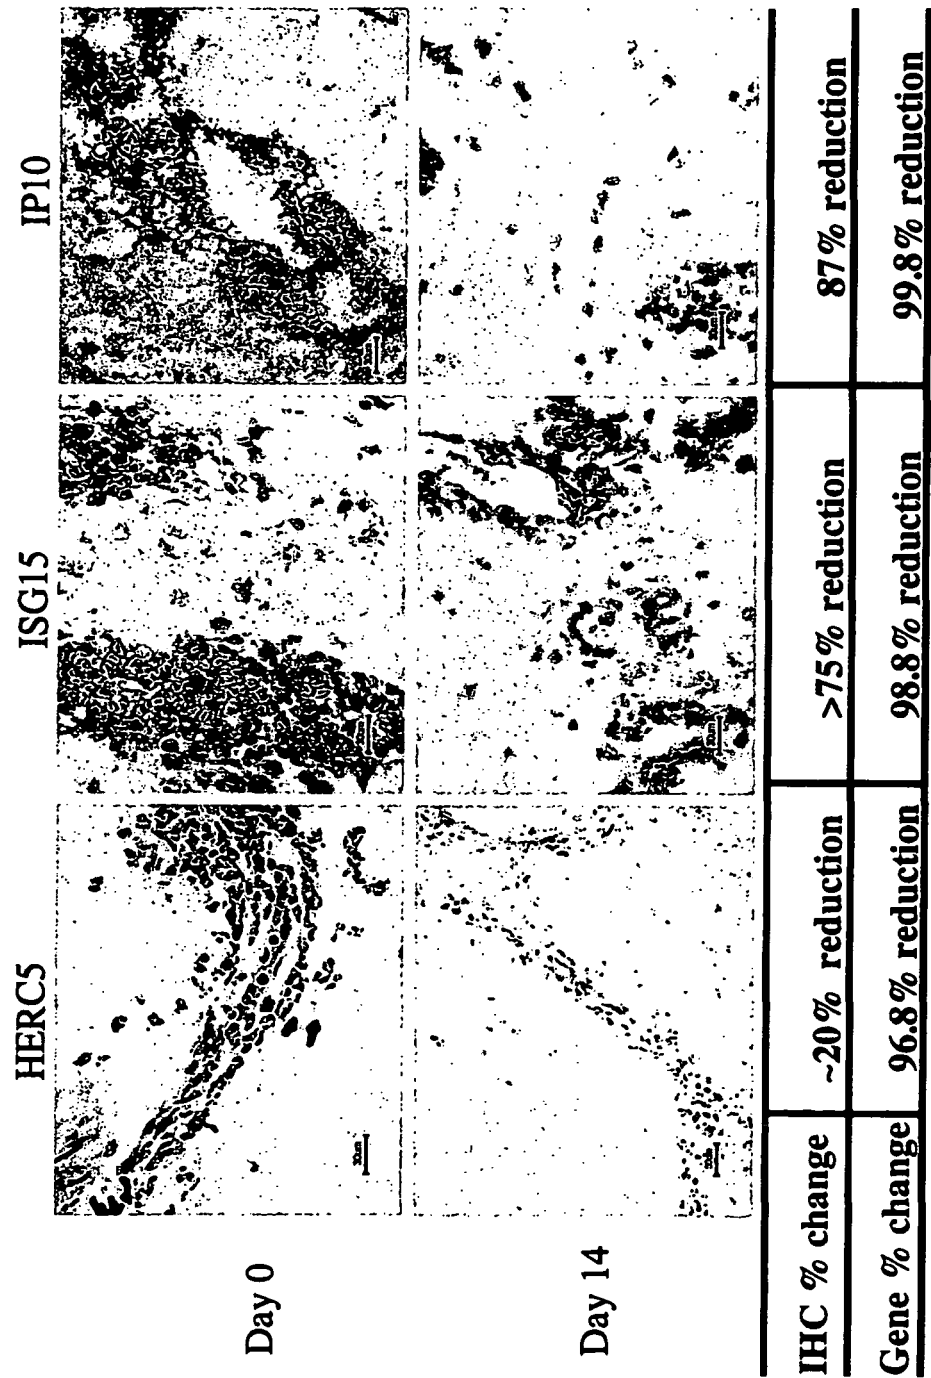 HERC5 ISG15 IP10
Day 0
Day 14
IHC % change ~20% reduction >75% reduction 87% reduction
Gene % change 96.8% reduction 98.8% reduction 99.8% reduction